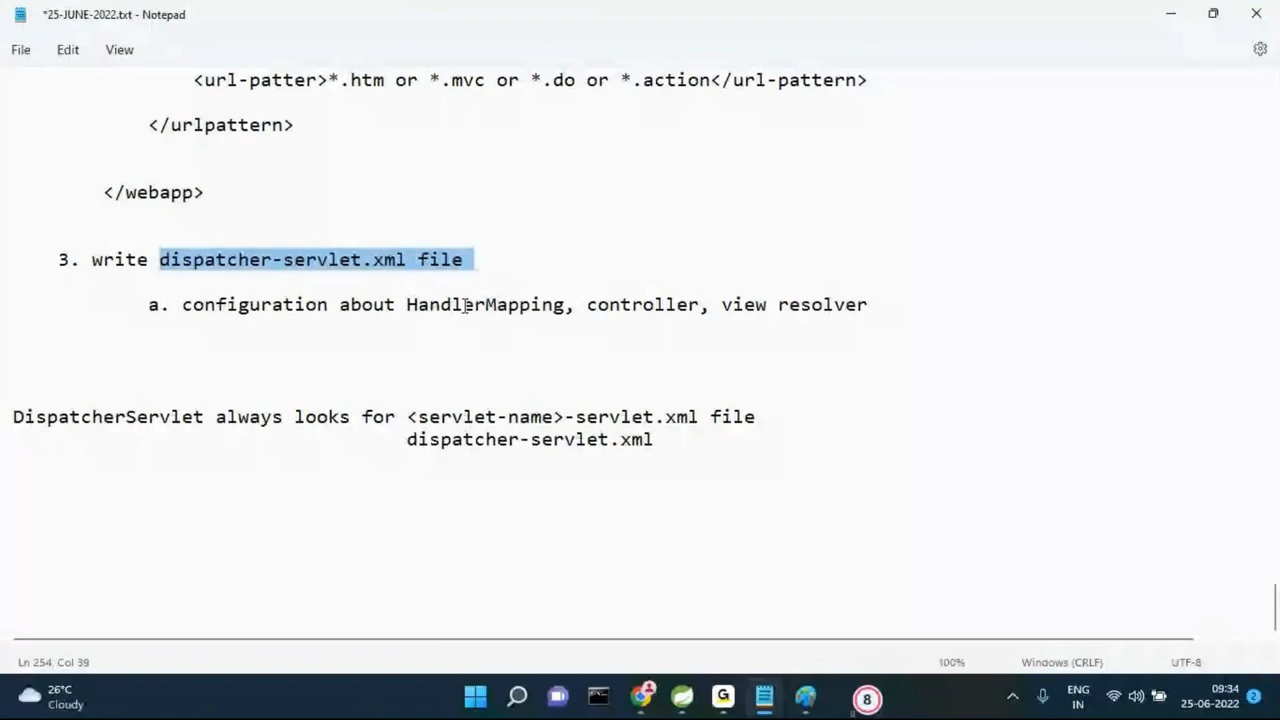 *25-JUNE-2022.txt - Notepad
File Edit View
<url-patter>*.htm or *.mvc or *.do or *.action</url-pattern>
</urlpattern>
</webapp>
3. write dispatcher-servlet.xml file
a. configuration about HandlerMapping, controller, view resolver
DispatcherServlet always looks for <servlet-name>-servlet.xml file
dispatcher-servlet.xml
Ln 254, Col 39 100% Windows (CRLF) UTF-8
26°C
Cloudy
G
8
ENG
IN
09:34
25-06-2022
2